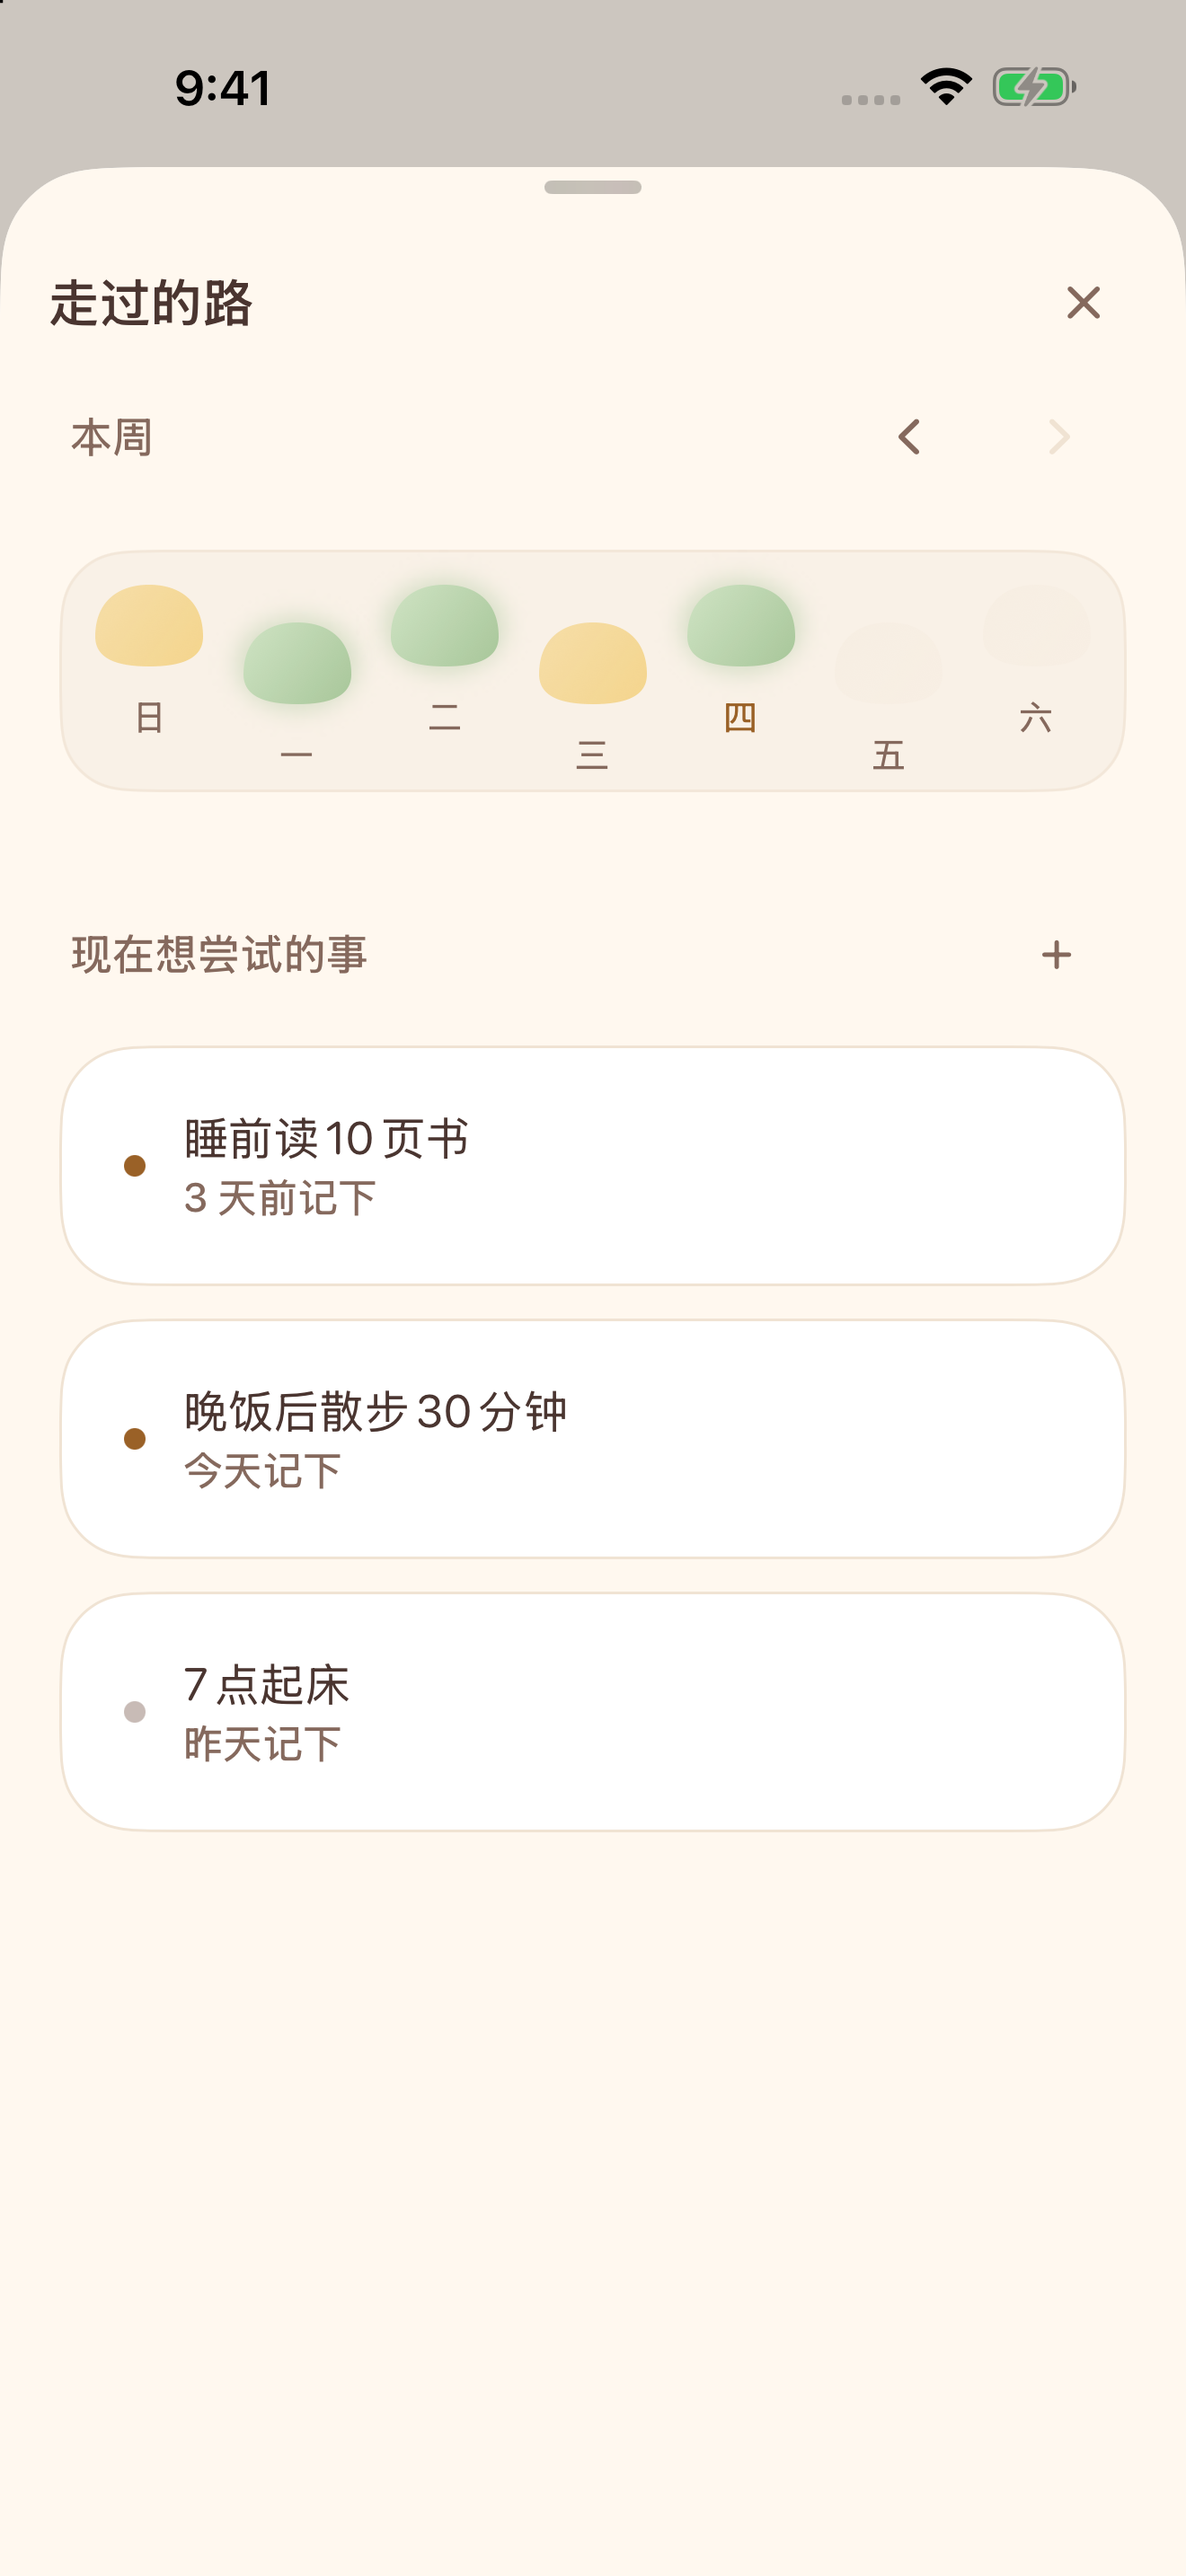 9:41
走过的路
本周
日
一
二
三
四
五
六
现在想尝试的事
睡前读 10 页书
3 天前记下
晚饭后散步 30 分钟
今天记下
7 点起床
昨天记下